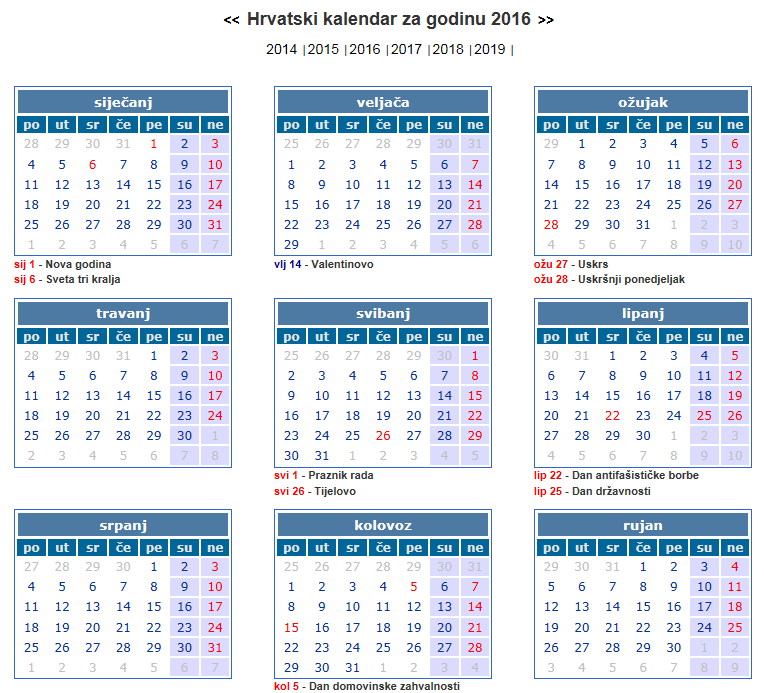 << Hrvatski kalendar za godinu 2016 >>
2014 |2015 |2016 |2017 |2018 |2019 |
siječanj veljača ožujak
po ut sr če pe su ne po ut sr če pe su ne po ut sr če pe su ne
28 29 30 31 1 2 3 25 26 27 28 29 30 31 29 1 2 3 4 5 6
4 5 6 7 8 9 10 1 2 3 4 5 6 7 7 8 9 10 11 12 13
11 12 13 14 15 16 17 8 9 10 11 12 13 14 14 15 16 17 18 19 20
18 19 20 21 22 23 24 15 16 17 18 19 20 21 21 22 23 24 25 26 27
25 26 27 28 29 30 31 22 23 24 25 26 27 28 28 29 30 31 1 2 3
1 2 3 4 5 6 7 29 1 2 3 4 5 6 4 5 6 7 8 9 10
sij 1 - Nova godina vlj 14 - Valentinovo ožu 27 - Uskrs
sij 6 - Sveta tri kralja ožu 28 - Uskršnji ponedjeljak
travanj svibanj lipanj
po ut sr če pe su ne po ut sr če pe su ne po ut sr če pe su ne
28 29 30 31 1 2 3 25 26 27 28 29 30 1 30 31 1 2 3 4 5
4 5 6 7 8 9 10 2 3 4 5 6 7 8 6 7 8 9 10 11 12
11 12 13 14 15 16 17 9 10 11 12 13 14 15 13 14 15 16 17 18 19
18 19 20 21 22 23 24 16 17 18 19 20 21 22 20 21 22 23 24 25 26
25 26 27 28 29 30 1 23 24 25 26 27 28 29 27 28 29 30 1 2 3
2 3 4 5 6 7 8 30 31 1 2 3 4 5 4 5 6 7 8 9 10
svi 1 - Praznik rada lip 22 - Dan antifašističke borbe
svi 26 - Tijelovo lip 25 - Dan državnosti
srpanj kolovoz rujan
po ut sr če pe su ne po ut sr če pe su ne po ut sr če pe su ne
27 28 29 30 1 2 3 25 26 27 28 29 30 31 29 30 31 1 2 3 4
4 5 6 7 8 9 10 1 2 3 4 5 6 7 5 6 7 8 9 10 11
11 12 13 14 15 16 17 8 9 10 11 12 13 14 12 13 14 15 16 17 18
18 19 20 21 22 23 24 15 16 17 18 19 20 21 19 20 21 22 23 24 25
25 26 27 28 29 30 31 22 23 24 25 26 27 28 26 27 28 29 30 1 2
1 2 3 4 5 6 7 29 30 31 1 2 3 4 3 4 5 6 7 8 9
kol 5 - Dan domovinske zahvalnosti